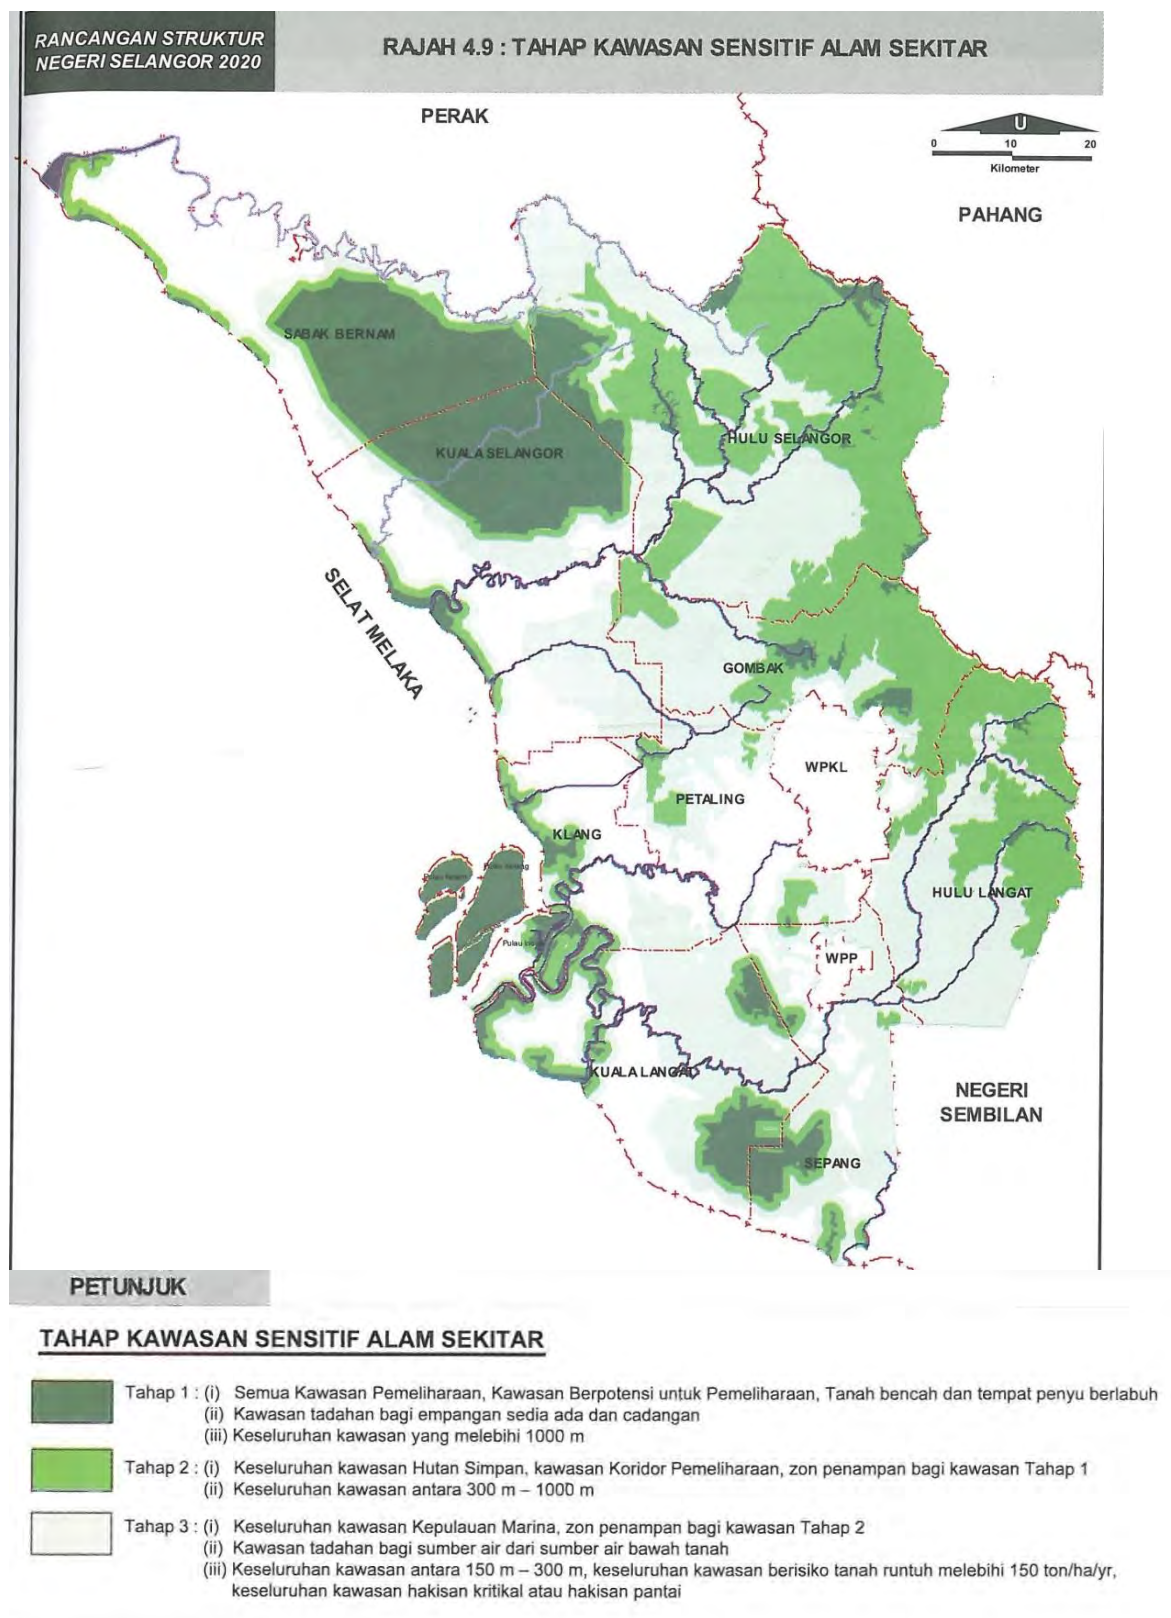 RANCANGAN STRUKTUR
NEGERI SELANGOR 2020
RAJAH 4.9 : TAHAP KAWASAN SENSITIF ALAM SEKITAR
PERAK
U
0 10 20
Kilometer
PAHANG
SABAK BERNAM
KUALA SELANGOR
HULU SELANGOR
SELAT MELAKA
GOMBAK
WPKL
PETALING
KLANG
HULU LANGAT
Pulau
WPP
KUALA LANGAT
NEGERI
SEMBILAN
SEPANG
PETUNJUK
TAHAP KAWASAN SENSITIF ALAM SEKITAR
Tahap 1 : (i) Semua Kawasan Pemeliharaan, Kawasan Berpotensi untuk Pemeliharaan, Tanah bencah dan tempat penyu berlabuh
(ii) Kawasan tadahan bagi empangan sedia ada dan cadangan
(iii) Keseluruhan kawasan yang melebihi 1000 m
Tahap 2 : (i) Keseluruhan kawasan Hutan Simpan, kawasan Koridor Pemeliharaan, zon penampan bagi kawasan Tahap 1
(ii) Keseluruhan kawasan antara 300 m – 1000 m
Tahap 3 : (i) Keseluruhan kawasan Kepulauan Marina, zon penampan bagi kawasan Tahap 2
(ii) Kawasan tadahan bagi sumber air dari sumber air bawah tanah
(iii) Keseluruhan kawasan antara 150 m – 300 m, keseluruhan kawasan berisiko tanah runtuh melebihi 150 ton/ha/yr,
keseluruhan kawasan hakisan kritikal atau hakisan pantai